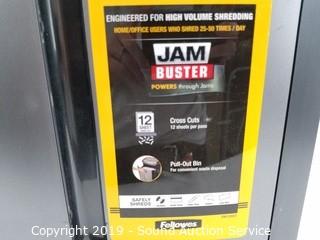 ENGINEERED FOR HIGH VOLUME SHREDDING
HOME/OFFICE USERS WHO SHRED 25-50 TIMES / DAY
JAM
BUSTER
POWERS through Jams
12
SHEET
Cross Cuts
12 sheets per pass
Pull-Out Bin
For convenient waste disposal
SAFELY
SHREDS
Fellowes
Copyright 2019 - Sound Auction Service